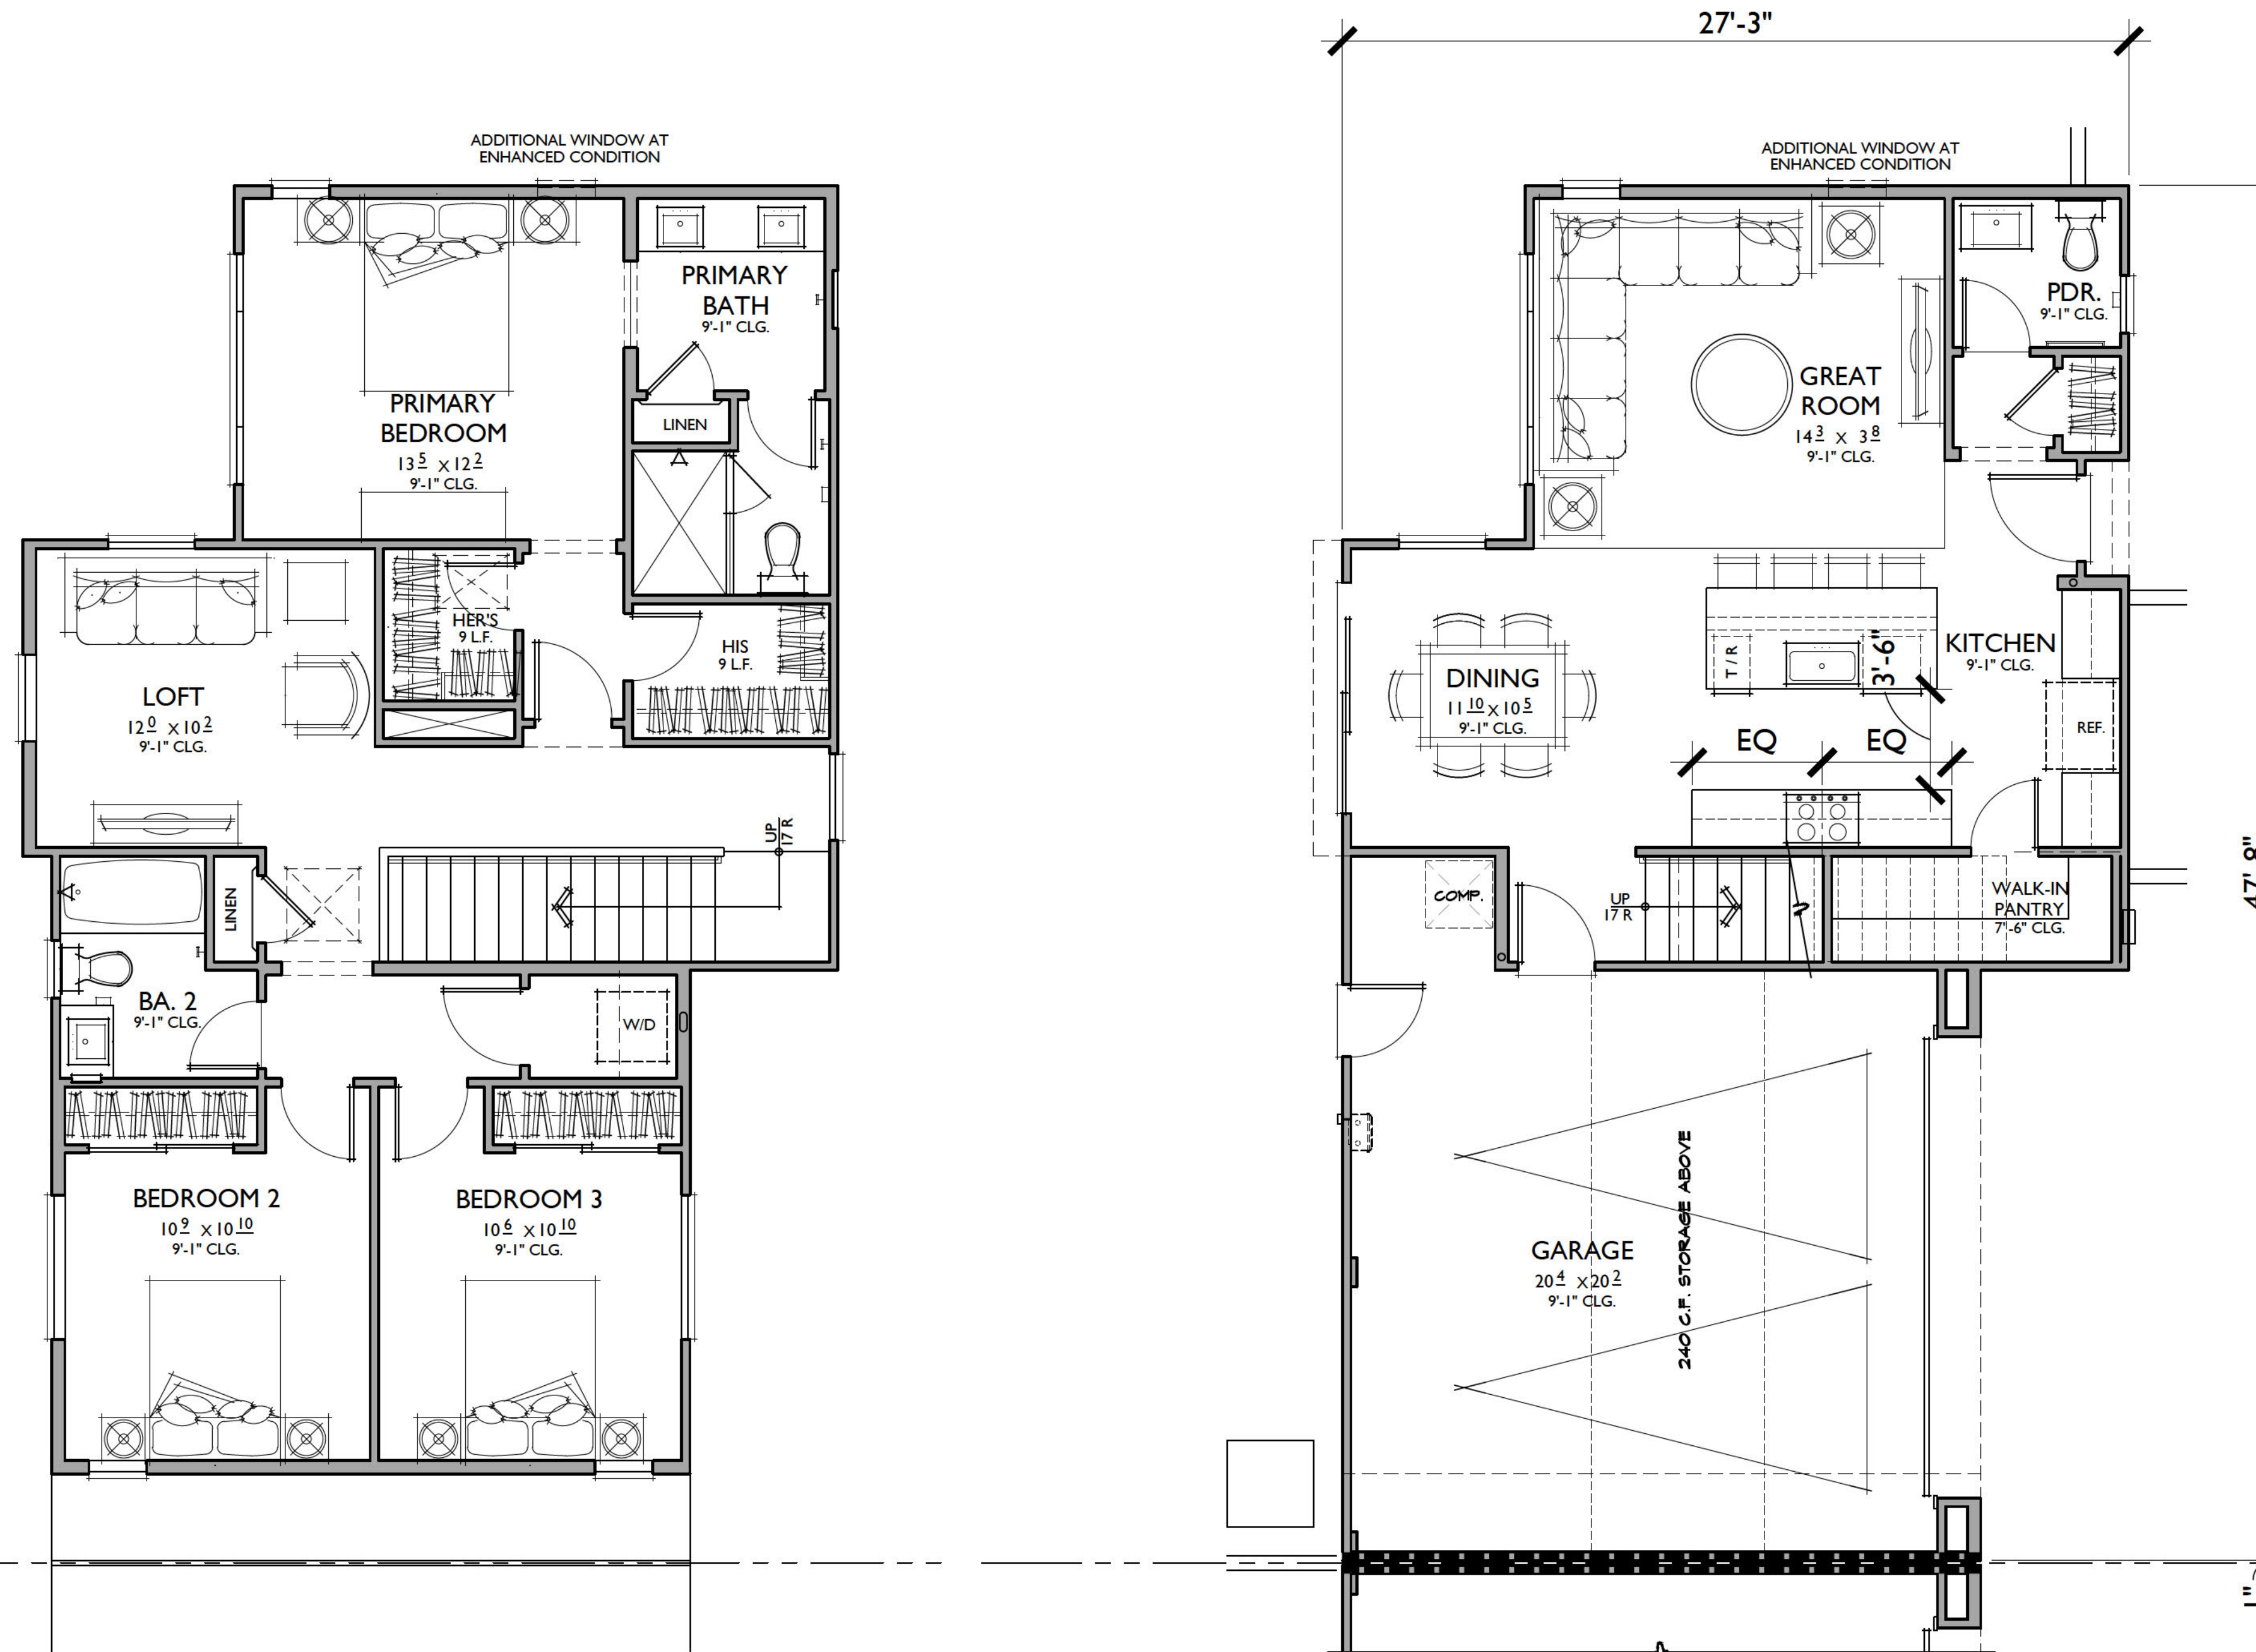 27'-3"
ADDITIONAL WINDOW AT
ENHANCED CONDITION
PRIMARY
BATH
9'-1" CLG.
LINEN
PRIMARY
BEDROOM
13 5 X 12 2
9'-1" CLG.
HER'S
9 L.F.
HIS
9 L.F.
LOFT
12 0 X 10 2
9'-1" CLG.
UP
17 R
LINEN
BA. 2
9'-1" CLG.
W/D
BEDROOM 2
10 9 X 10 10
9'-1" CLG.
BEDROOM 3
10 6 X 10 10
9'-1" CLG.
ADDITIONAL WINDOW AT
ENHANCED CONDITION
PDR.
9'-1" CLG.
GREAT
ROOM
14 3 X 3 8
9'-1" CLG.
KITCHEN
9'-1" CLG.
T / R
3'-6"
DINING
11 10 X 10 5
9'-1" CLG.
EQ
EQ
REF.
COMP.
UP
17 R
WALK-IN
PANTRY
7'-6" CLG.
47'-8"
GARAGE
20 4 X 20 2
9'-1" CLG.
240 C.F. STORAGE ABOVE
1"